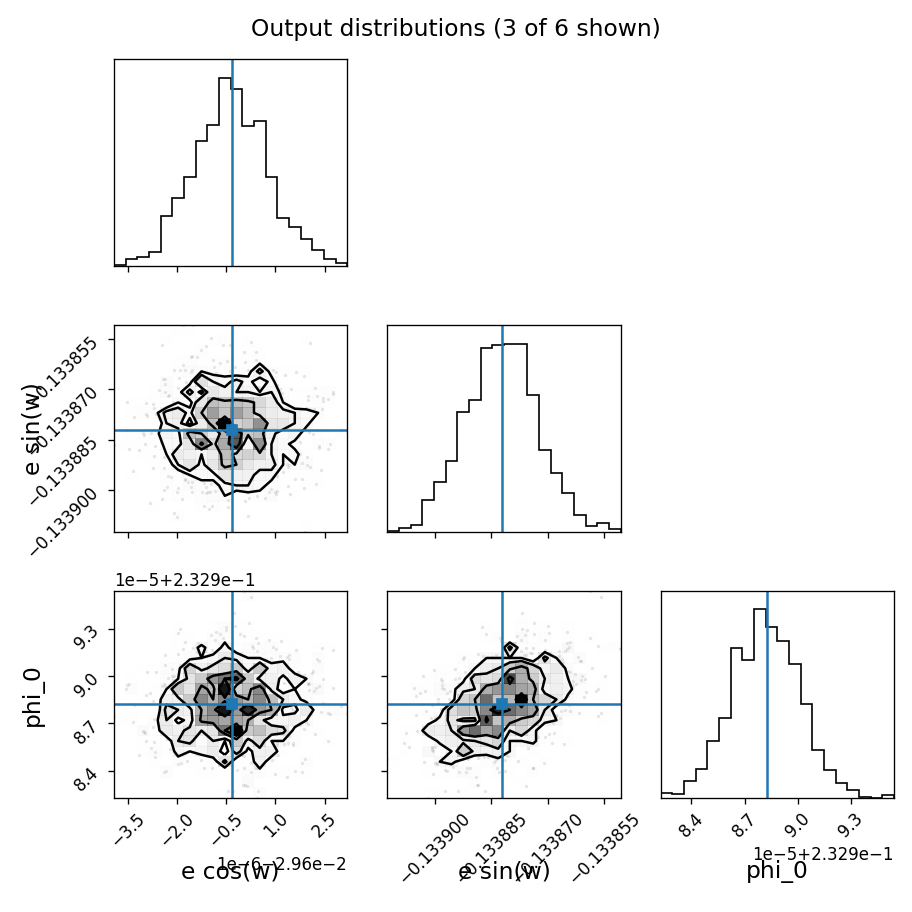 Output distributions (3 of 6 shown)
e sin(w)
−0.133855
−0.133870
−0.133885
−0.133900
1e−5+2.329e−1
phi_0
9.3
9.0
8.7
8.4
−3.5 −2.0 −0.5 1.0 2.5
1e−6−2.96e−2
e cos(w)
−0.133900 −0.133885 −0.133870 −0.133855
e sin(w)
8.4 8.7 9.0 9.3
1e−5+2.329e−1
phi_0